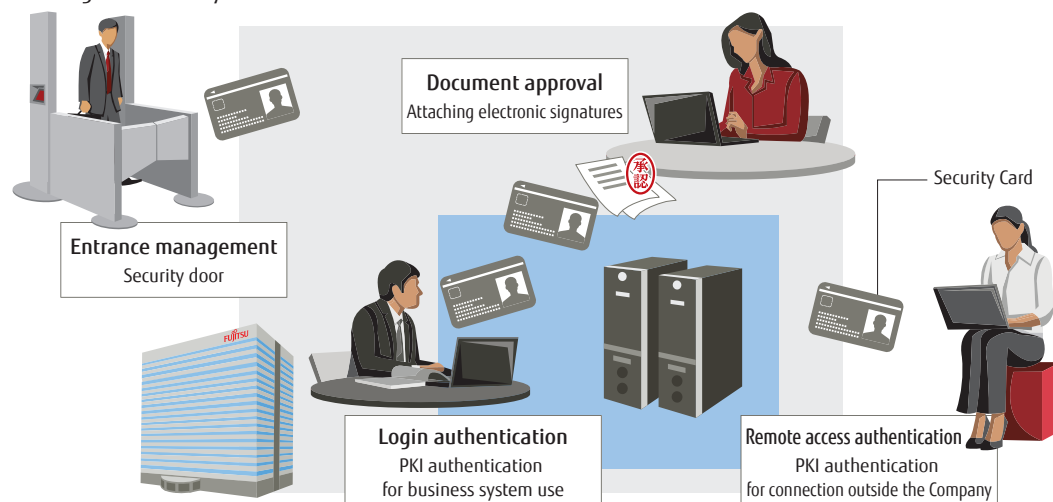 Document approval
Attaching electronic signatures
承認
Security Card
Entrance management
Security door
FUJITSU
Login authentication
PKI authentication
for business system use
Remote access authentication
PKI authentication
for connection outside the Company